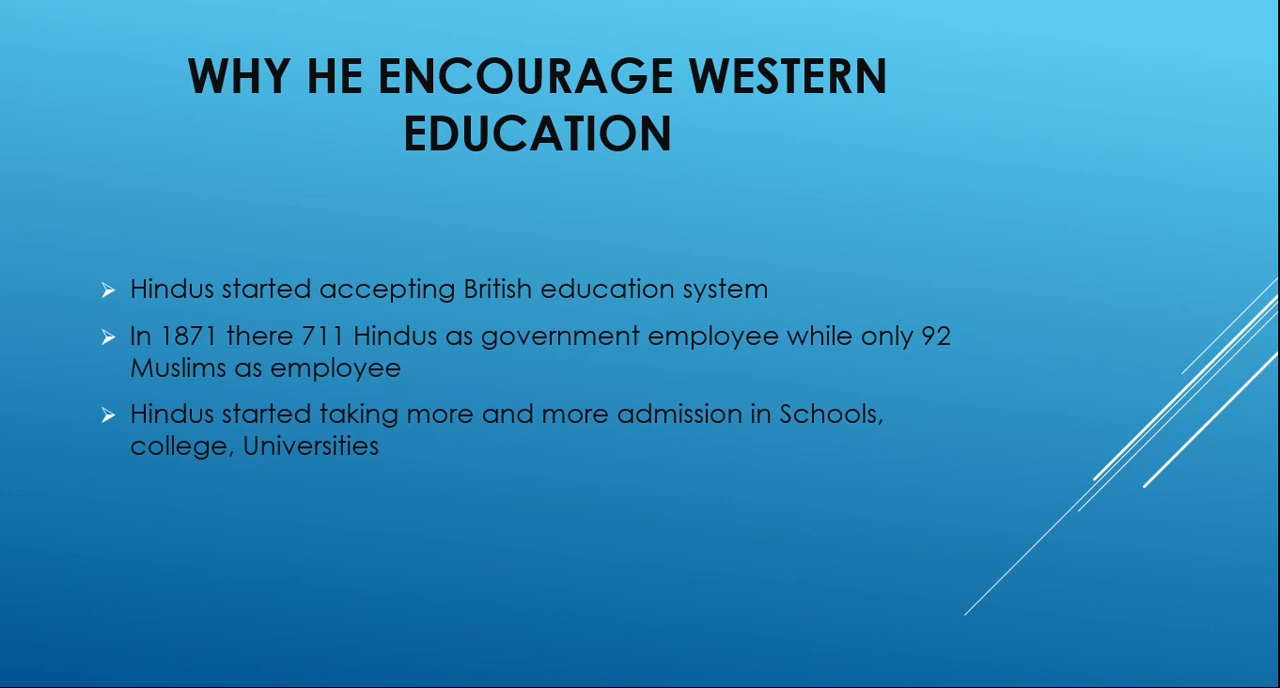 WHY HE ENCOURAGE WESTERN
EDUCATION
Hindus started accepting British education system
In 1871 there 711 Hindus as government employee while only 92
Muslims as employee
Hindus started taking more and more admission in Schools,
college, Universities